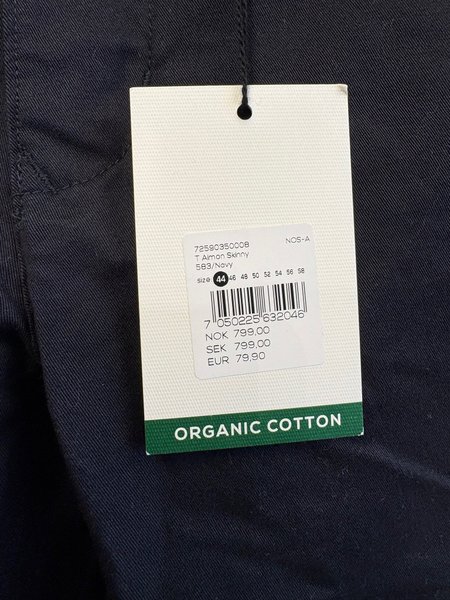 72590350008 NOS-A
T Aimon Skinny
583/Navy
size 44 46 48 50 52 54 56 58
7 050225 632046
NOK 799,00
SEK 799,00
EUR 79,90
ORGANIC COTTON